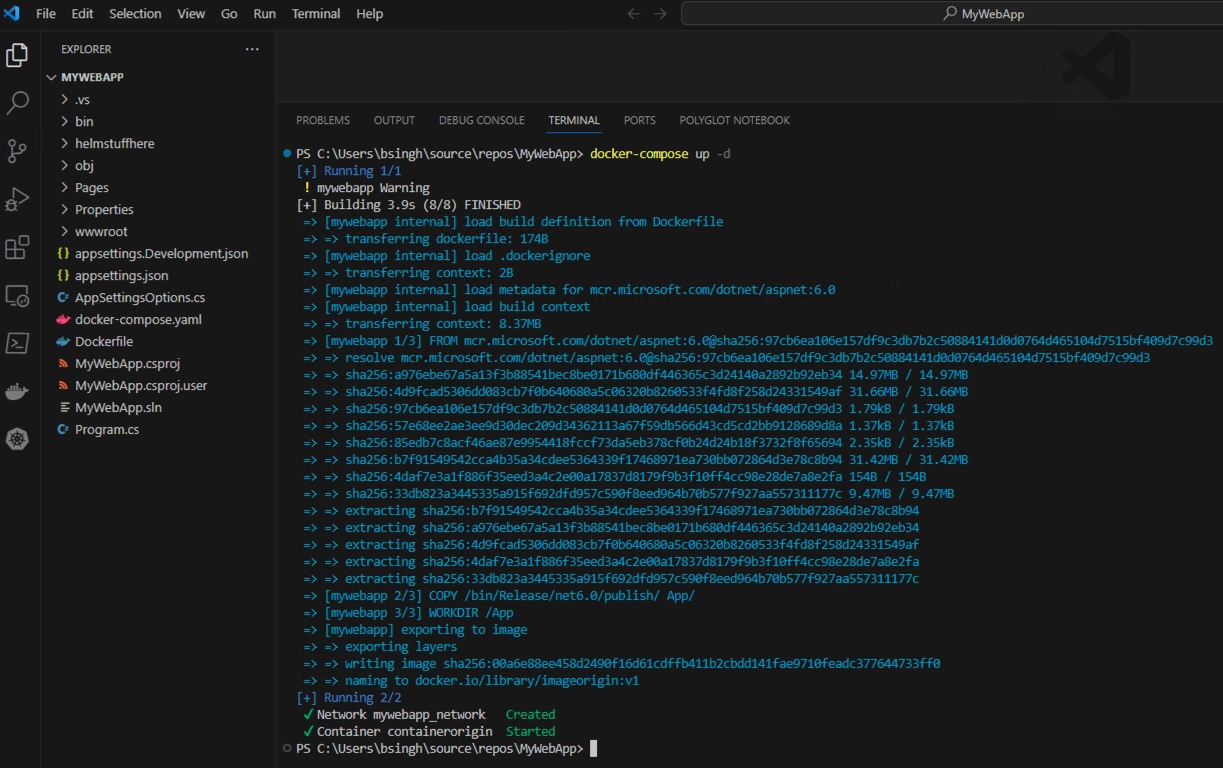 File Edit Selection View Go Run Terminal Help
MyWebApp
EXPLORER
MYWEBAPP
.vs
bin
helmstuffhere
obj
Pages
Properties
wwwroot
{} appsettings.Development.json
{} appsettings.json
C# AppSettingsOptions.cs
docker-compose.yaml
Dockerfile
MyWebApp.csproj
MyWebApp.csproj.user
MyWebApp.sln
C# Program.cs
PROBLEMS OUTPUT DEBUG CONSOLE TERMINAL PORTS POLYGLOT NOTEBOOK
PS C:\Users\bsingh\source\repos\MyWebApp> docker-compose up -d
[+] Running 1/1
! mywebapp Warning
[+] Building 3.9s (8/8) FINISHED
=> [mywebapp internal] load build definition from Dockerfile
=> => transferring dockerfile: 174B
=> [mywebapp internal] load .dockerignore
=> => transferring context: 2B
=> [mywebapp internal] load metadata for mcr.microsoft.com/dotnet/aspnet:6.0
=> [mywebapp internal] load build context
=> => transferring context: 8.37MB
=> [mywebapp 1/3] FROM mcr.microsoft.com/dotnet/aspnet:6.0@sha256:97cb6ea106e157df9c3db7b2c50884141d0d0764d465104d7515bf409d7c99d3
=> => resolve mcr.microsoft.com/dotnet/aspnet:6.0@sha256:97cb6ea106e157df9c3db7b2c50884141d0d0764d465104d7515bf409d7c99d3
=> => sha256:a976ebe67a5a13f3b88541bec8be0171b680df446365c3d24140a2892b92eb34 14.97MB / 14.97MB
=> => sha256:4d9fcad5306dd083cb7f0b640680a5c06320b8260533f4fd8f258d24331549af 31.66MB / 31.66MB
=> => sha256:97cb6ea106e157df9c3db7b2c50884141d0d0764d465104d7515bf409d7c99d3 1.79kB / 1.79kB
=> => sha256:57e68ee2ae3ee9d30dec209d34362113a67f59db566d43cd5cd2bb9128689d8a 1.37kB / 1.37kB
=> => sha256:85edb7c8acf46ae87e9954418fccf73da5eb378cf0b24d24b18f3732f8f65694 2.35kB / 2.35kB
=> => sha256:b7f91549542cca4b35a34cdee5364339f17468971ea730bb072864d3e78c8b94 31.42MB / 31.42MB
=> => sha256:4daf7e3a1f886f35eed3a4c2e00a17837d8179f9b3f10ff4cc98e28de7a8e2fa 154B / 154B
=> => sha256:33db823a3445335a915f692dfd957c590f8eed964b70b577f927aa557311177c 9.47MB / 9.47MB
=> => extracting sha256:b7f91549542cca4b35a34cdee5364339f17468971ea730bb072864d3e78c8b94
=> => extracting sha256:a976ebe67a5a13f3b88541bec8be0171b680df446365c3d24140a2892b92eb34
=> => extracting sha256:4d9fcad5306dd083cb7f0b640680a5c06320b8260533f4fd8f258d24331549af
=> => extracting sha256:4daf7e3a1f886f35eed3a4c2e00a17837d8179f9b3f10ff4cc98e28de7a8e2fa
=> => extracting sha256:33db823a3445335a915f692dfd957c590f8eed964b70b577f927aa557311177c
=> [mywebapp 2/3] COPY /bin/Release/net6.0/publish/ App/
=> [mywebapp 3/3] WORKDIR /App
=> [mywebapp] exporting to image
=> => exporting layers
=> => writing image sha256:00a6e88ee458d2490f16d61cdffb411b2cbdd141fae9710feadc377644733ff0
=> => naming to docker.io/library/imageorigin:v1
[+] Running 2/2
✓ Network mywebapp_network Created
✓ Container containerorigin Started
PS C:\Users\bsingh\source\repos\MyWebApp>